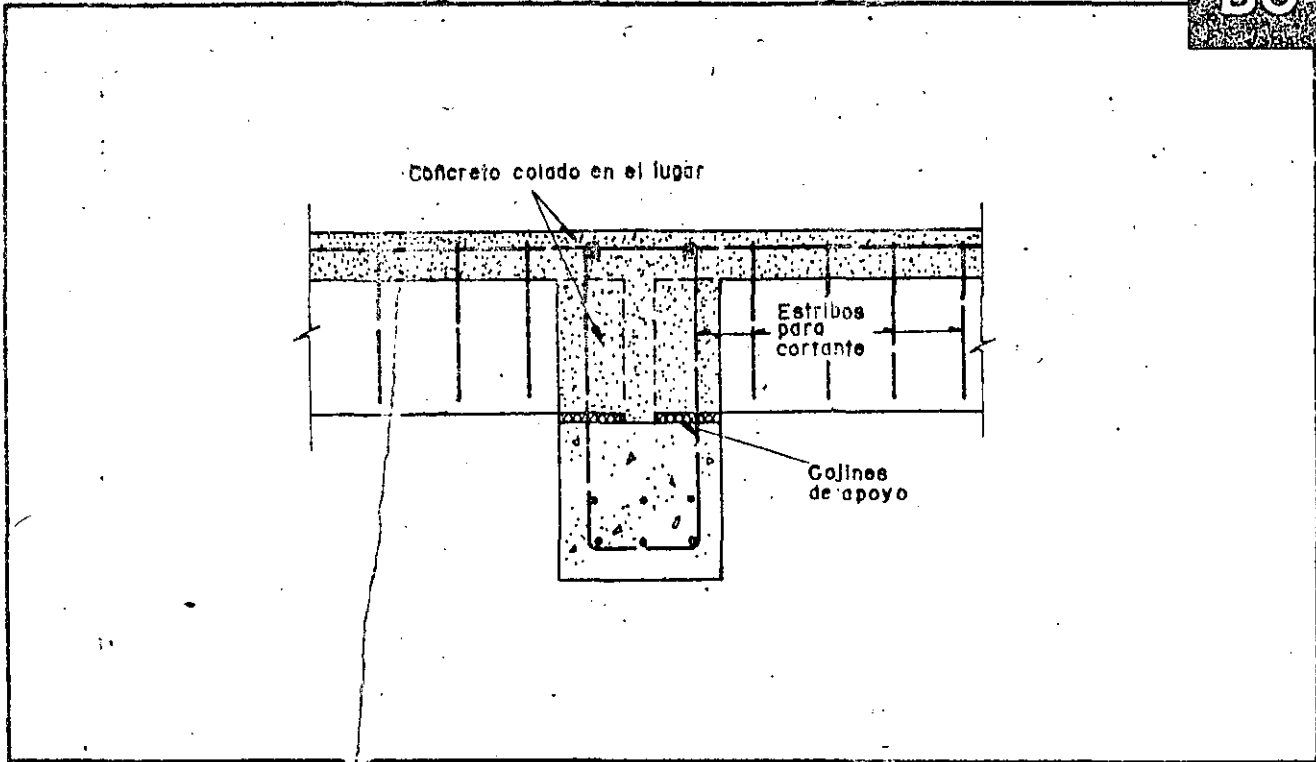 Concreto colado en el lugar
Estribos
para
cortante
Cojines
de apoyo